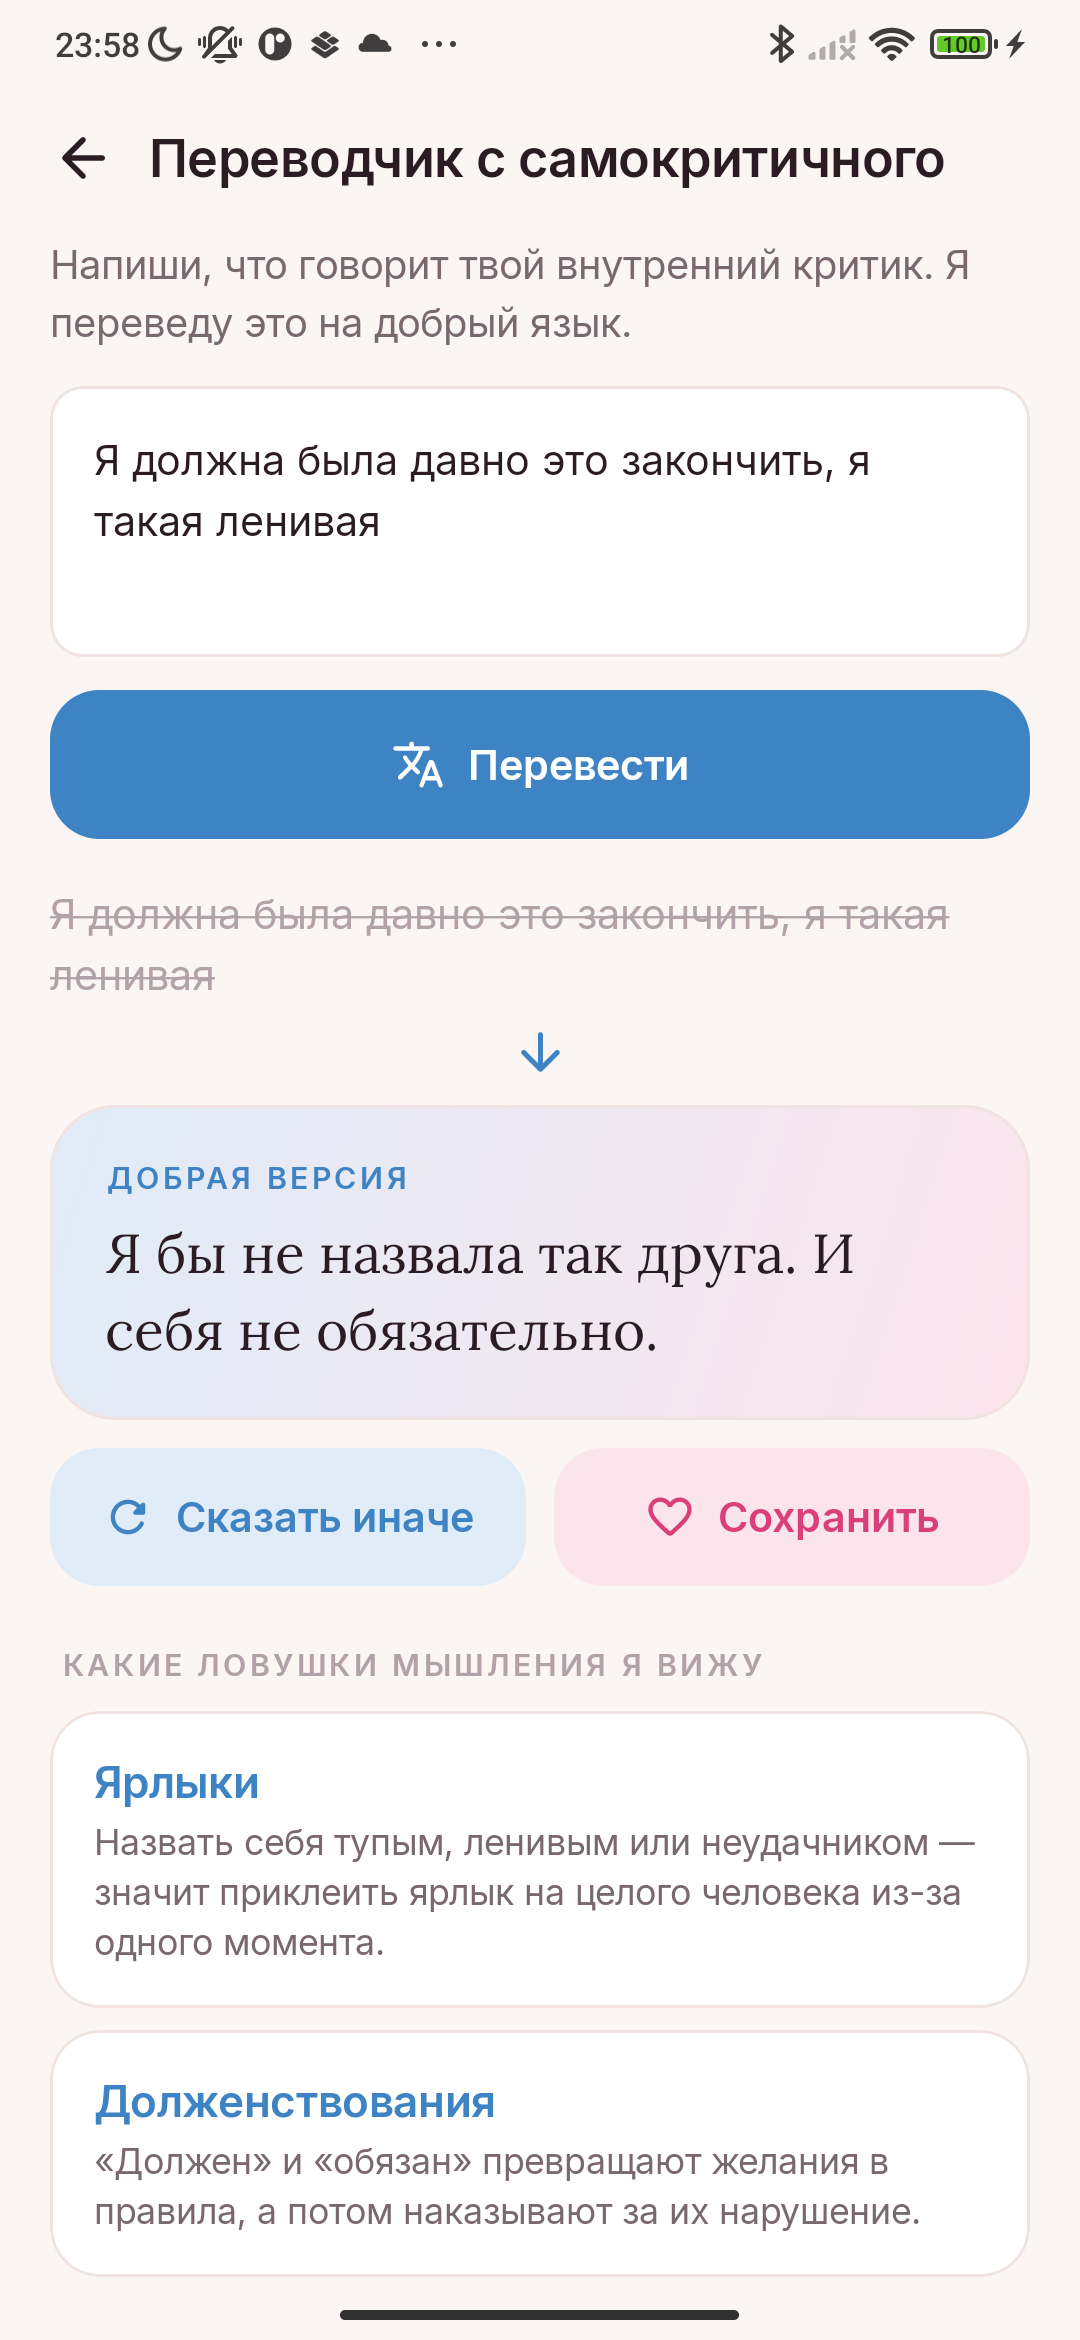 23:58
100
Переводчик с самокритичного
Напиши, что говорит твой внутренний критик. Я
переведу это на добрый язык.
Я должна была давно это закончить, я
такая ленивая
Перевести
Я должна была давно это закончить, я такая
ленивая
ДОБРАЯ ВЕРСИЯ
Я бы не назвала так друга. И
себя не обязательно.
Сказать иначе
Сохранить
КАКИЕ ЛОВУШКИ МЫШЛЕНИЯ Я ВИЖУ
Ярлыки
Назвать себя тупым, ленивым или неудачником —
значит приклеить ярлык на целого человека из-за
одного момента.
Долженствования
«Должен» и «обязан» превращают желания в
правила, а потом наказывают за их нарушение.